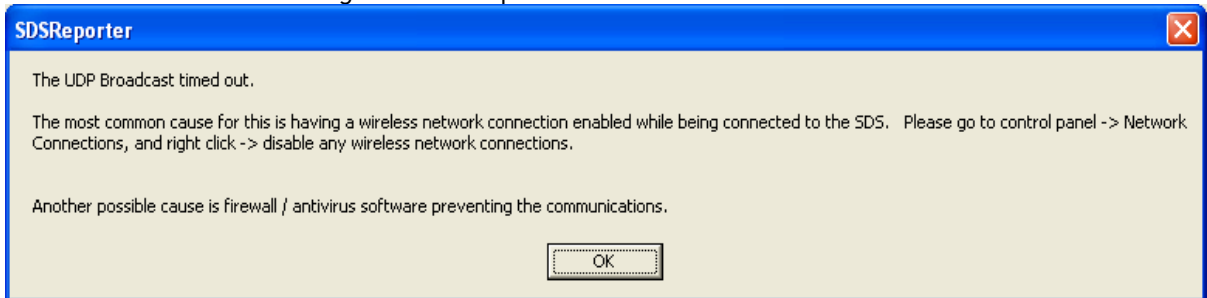 SDSReporter
The UDP Broadcast timed out.
The most common cause for this is having a wireless network connection enabled while being connected to the SDS. Please go to control panel -> Network
Connections, and right click -> disable any wireless network connections.
Another possible cause is firewall / antivirus software preventing the communications.
OK